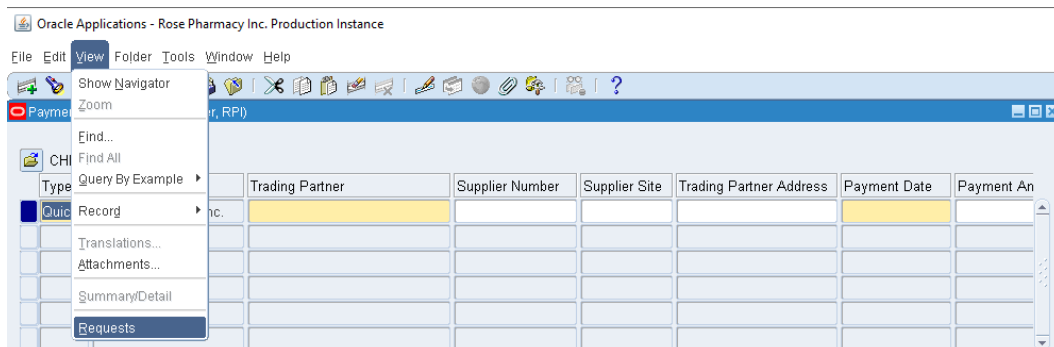 Oracle Applications - Rose Pharmacy Inc. Production Instance
File Edit View Folder Tools Window Help
Show Navigator
Zoom
Payme r, RPI)
Find...
Find All
CH
Query By Example
Type Trading Partner Supplier Number Supplier Site Trading Partner Address Payment Date Payment An
Quic Record nc.
Translations...
Attachments...
Summary/Detail
Requests